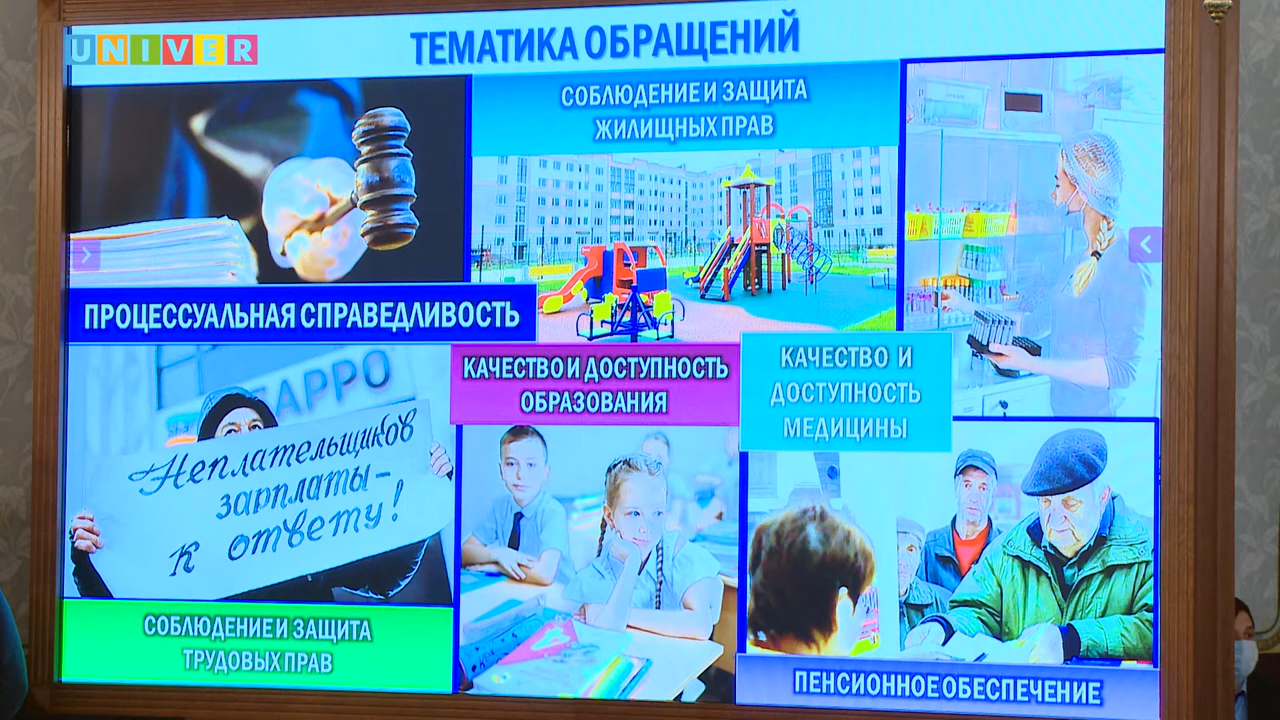 UNIVER
ТЕМАТИКА ОБРАЩЕНИЙ
СОБЛЮДЕНИЕ И ЗАЩИТА
ЖИЛИЩНЫХ ПРАВ
ПРОЦЕССУАЛЬНАЯ СПРАВЕДЛИВОСТЬ
КАЧЕСТВО И ДОСТУПНОСТЬ
ОБРАЗОВАНИЯ
КАЧЕСТВО И
ДОСТУПНОСТЬ
МЕДИЦИНЫ
БАРРО
Неплательщиков
зарплаты-
к ответу!
СОБЛЮДЕНИЕ И ЗАЩИТА
ТРУДОВЫХ ПРАВ
ПЕНСИОННОЕ ОБЕСПЕЧЕНИЕ